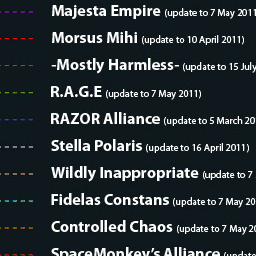 Majesta Empire (update to 7 May 2011
Morsus Mihi (update to 10 April 2011)
-Mostly Harmless- (update to 15 July
R.A.G.E (update to 7 May 2011)
RAZOR Alliance (update to 5 March 20
Stella Polaris (update to 16 April 2011)
Wildly Inappropriate (update to 7
Fidelas Constans (update to 7 May 20
Controlled Chaos (update to 7 May 20
SpaceMonkey's Alliance (update